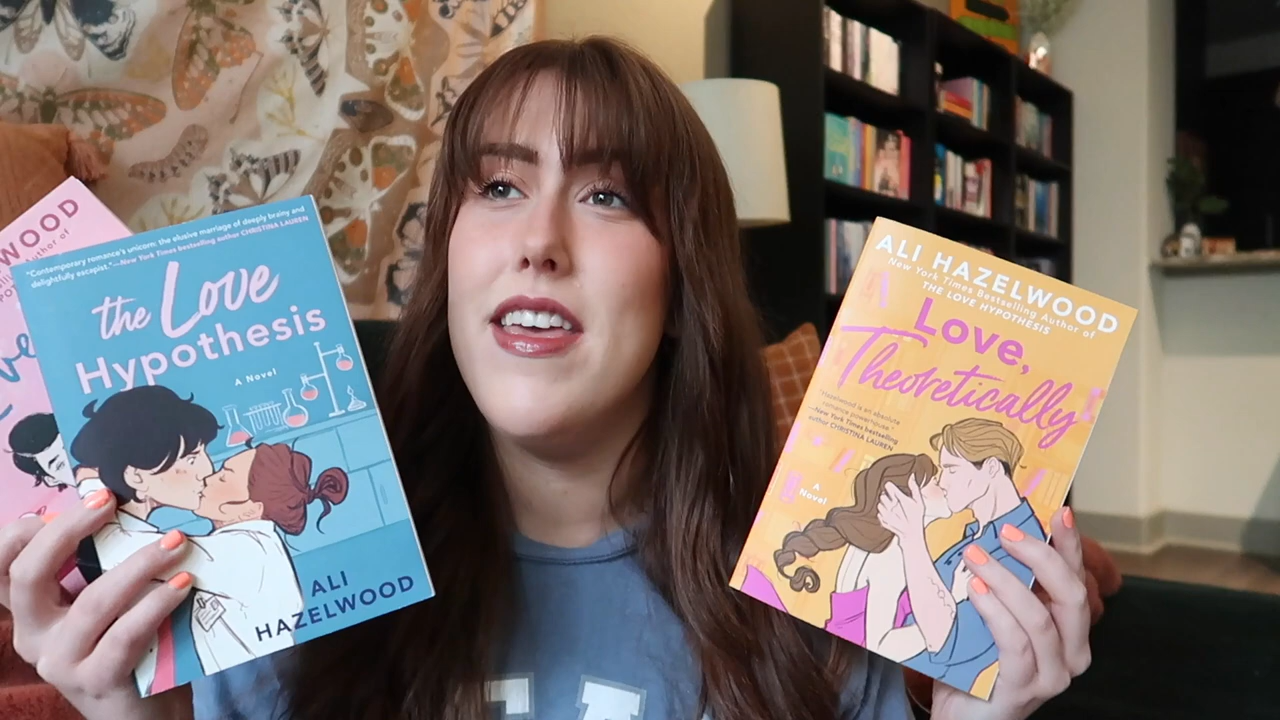 WOOD
"Contemporary romance's unicorn: the elusive marriage of deeply brainy and
delightfully escapist."—New York Times bestselling author CHRISTINA LAUREN
the Love
Hypothesis
A Novel
ALI
HAZELWOOD
ALI HAZELWOOD
New York Times Bestselling Author of
THE LOVE HYPOTHESIS
Love,
Theoretically
"Hazelwood is an absolute
romance powerhouse."
—New York Times bestselling
author CHRISTINA LAUREN
A
Novel